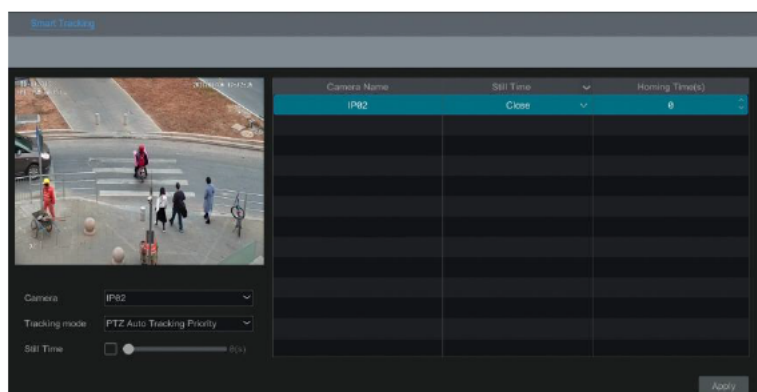 Smart Tracking
Camera Name Still Time Homing Time(s)
IP02 Close 0
Camera IP02
Tracking mode PTZ Auto Tracking Priority
Still Time 0(s)
Apply